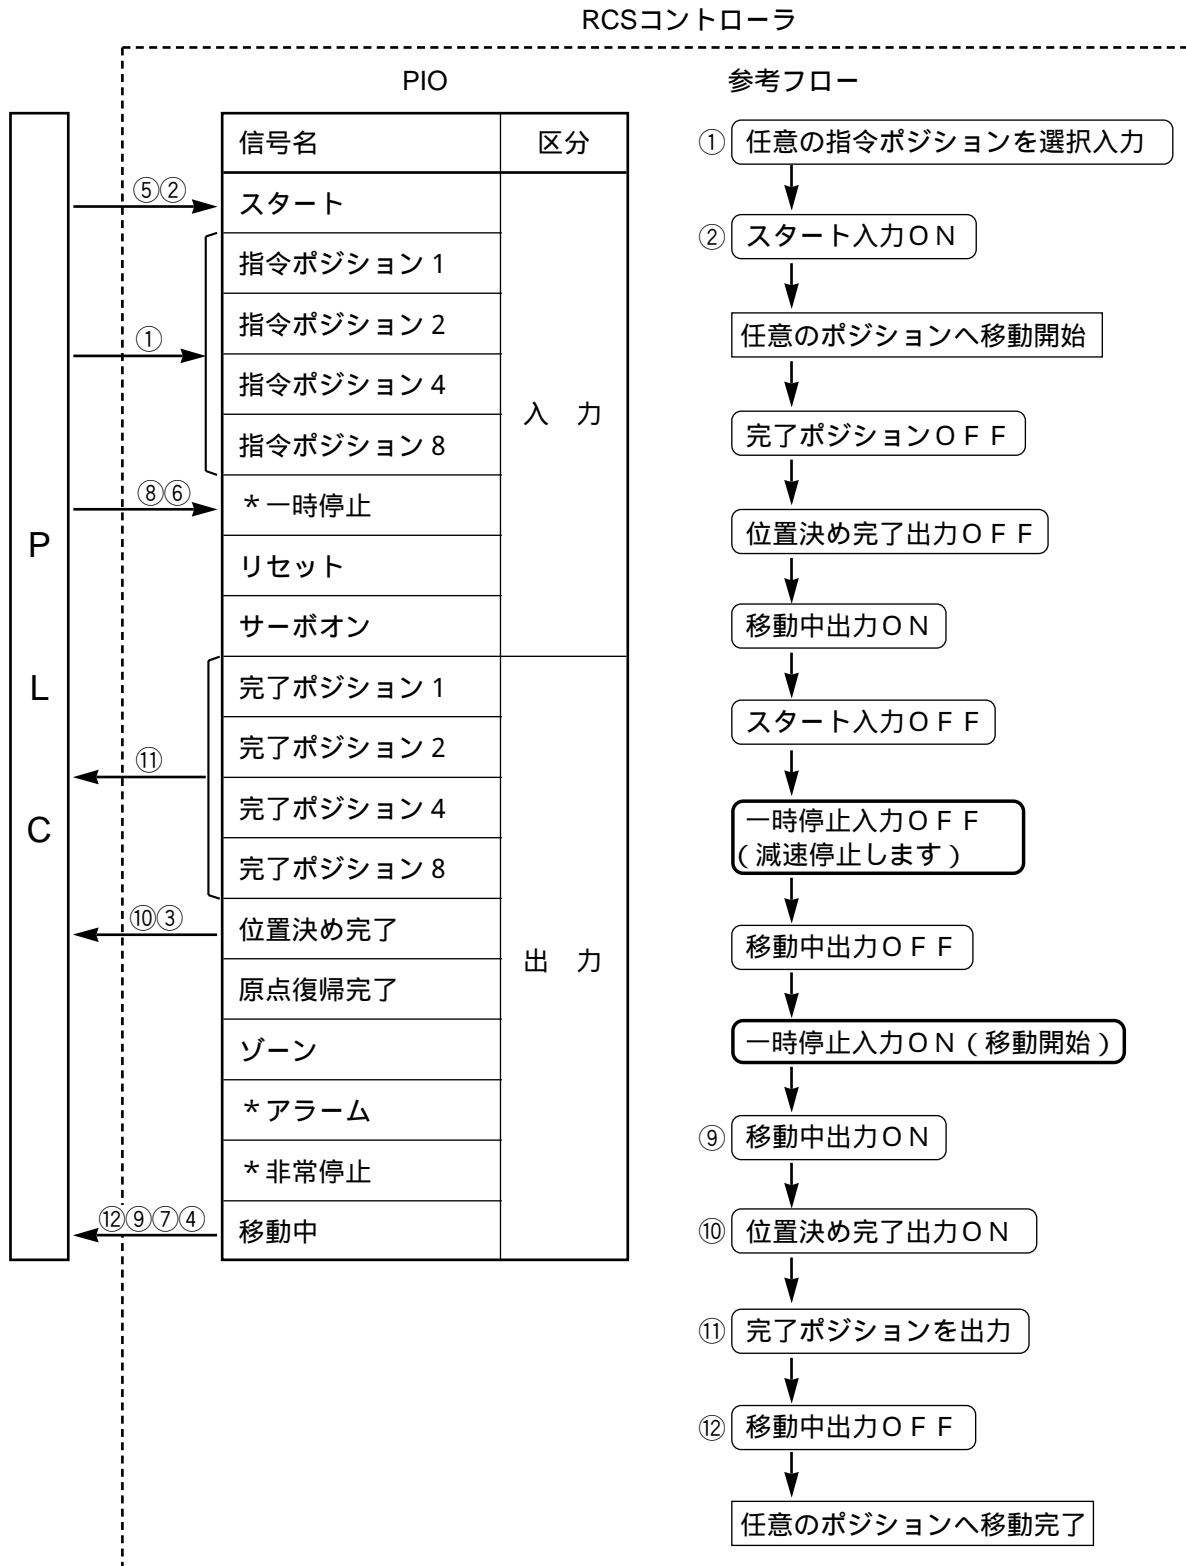 RCSコントローラ
PIO
参考フロー
信号名
区分
スタート
指令ポジション1
指令ポジション2
指令ポジション4
指令ポジション8
*一時停止
リセット
サーボオン
入 力
完了ポジション1
完了ポジション2
完了ポジション4
完了ポジション8
位置決め完了
原点復帰完了
ゾーン
*アラーム
*非常停止
移動中
出 力
P
L
C
⑤②
①
⑧⑥
⑪
⑩③
⑫⑨⑦④
① 任意の指令ポジションを選択入力
② スタート入力ON
任意のポジションへ移動開始
完了ポジションOFF
位置決め完了出力OFF
移動中出力ON
スタート入力OFF
一時停止入力OFF
(減速停止します)
移動中出力OFF
一時停止入力ON(移動開始)
⑨ 移動中出力ON
⑩ 位置決め完了出力ON
⑪ 完了ポジションを出力
⑫ 移動中出力OFF
任意のポジションへ移動完了